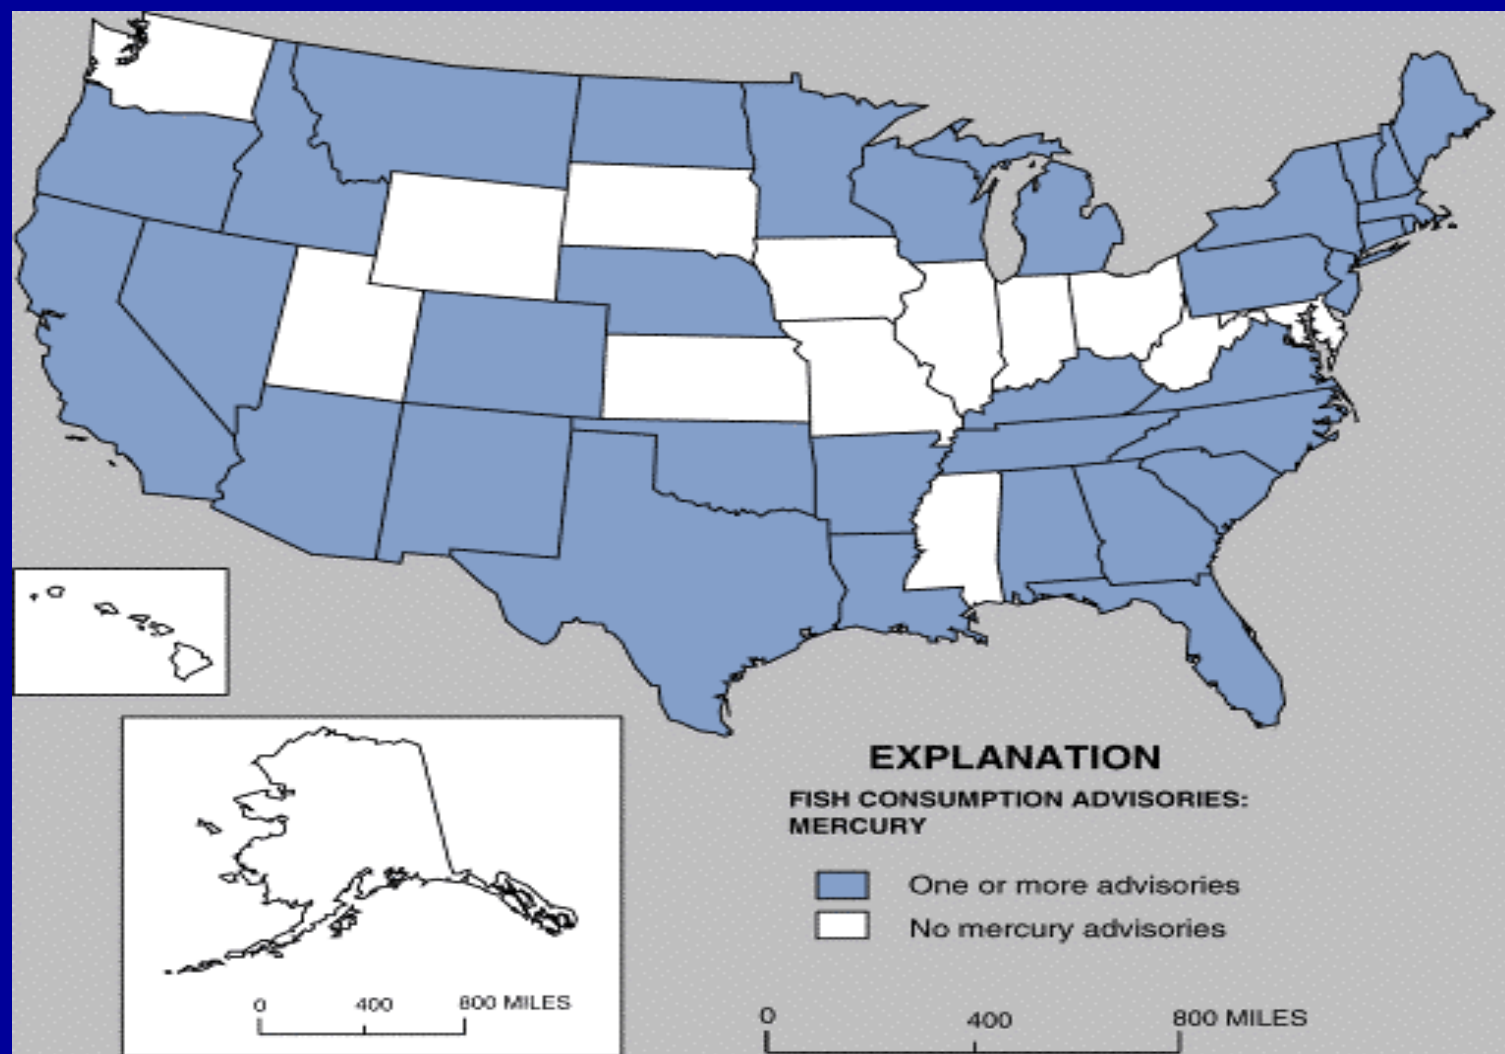 EXPLANATION
FISH CONSUMPTION ADVISORIES:
MERCURY
One or more advisories
No mercury advisories
0 400 800 MILES
0 400 800 MILES